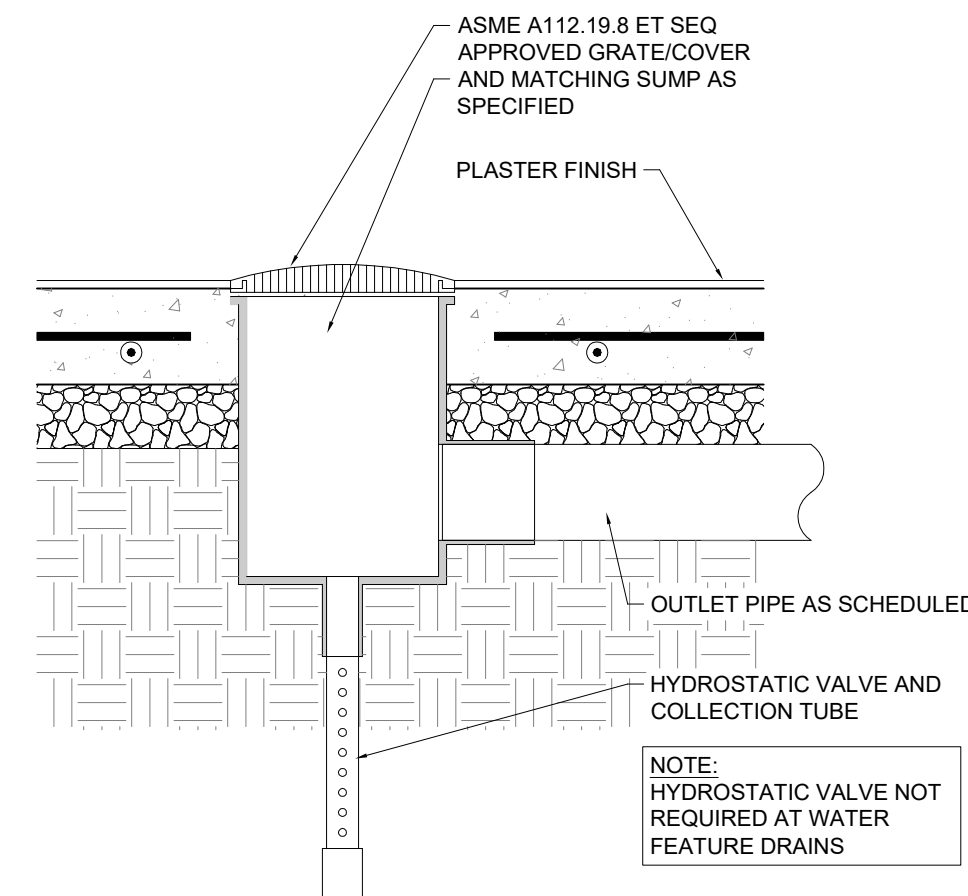 ASME A112.19.8 ET SEQ
APPROVED GRATE/COVER
AND MATCHING SUMP AS
SPECIFIED
PLASTER FINISH
OUTLET PIPE AS SCHEDULED
HYDROSTATIC VALVE AND
COLLECTION TUBE
NOTE:
HYDROSTATIC VALVE NOT
REQUIRED AT WATER
FEATURE DRAINS